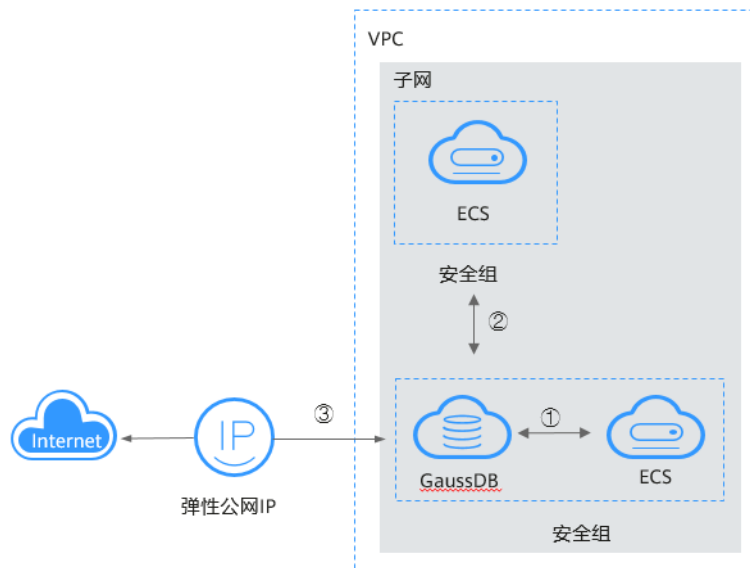 VPC
子网
ECS
安全组
②
③
①
Internet
IP
GaussDB
ECS
弹性公网IP
安全组